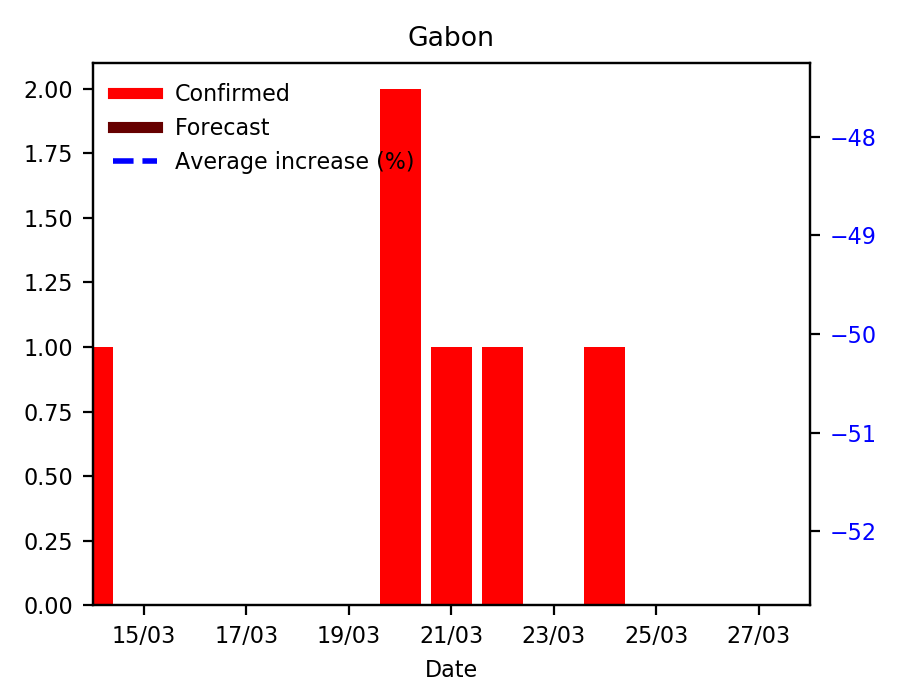 Gabon
Confirmed
Forecast
Average increase (%)
2.00
1.75
1.50
1.25
1.00
0.75
0.50
0.25
0.00
−48
−49
−50
−51
−52
15/03 17/03 19/03 21/03 23/03 25/03 27/03
Date